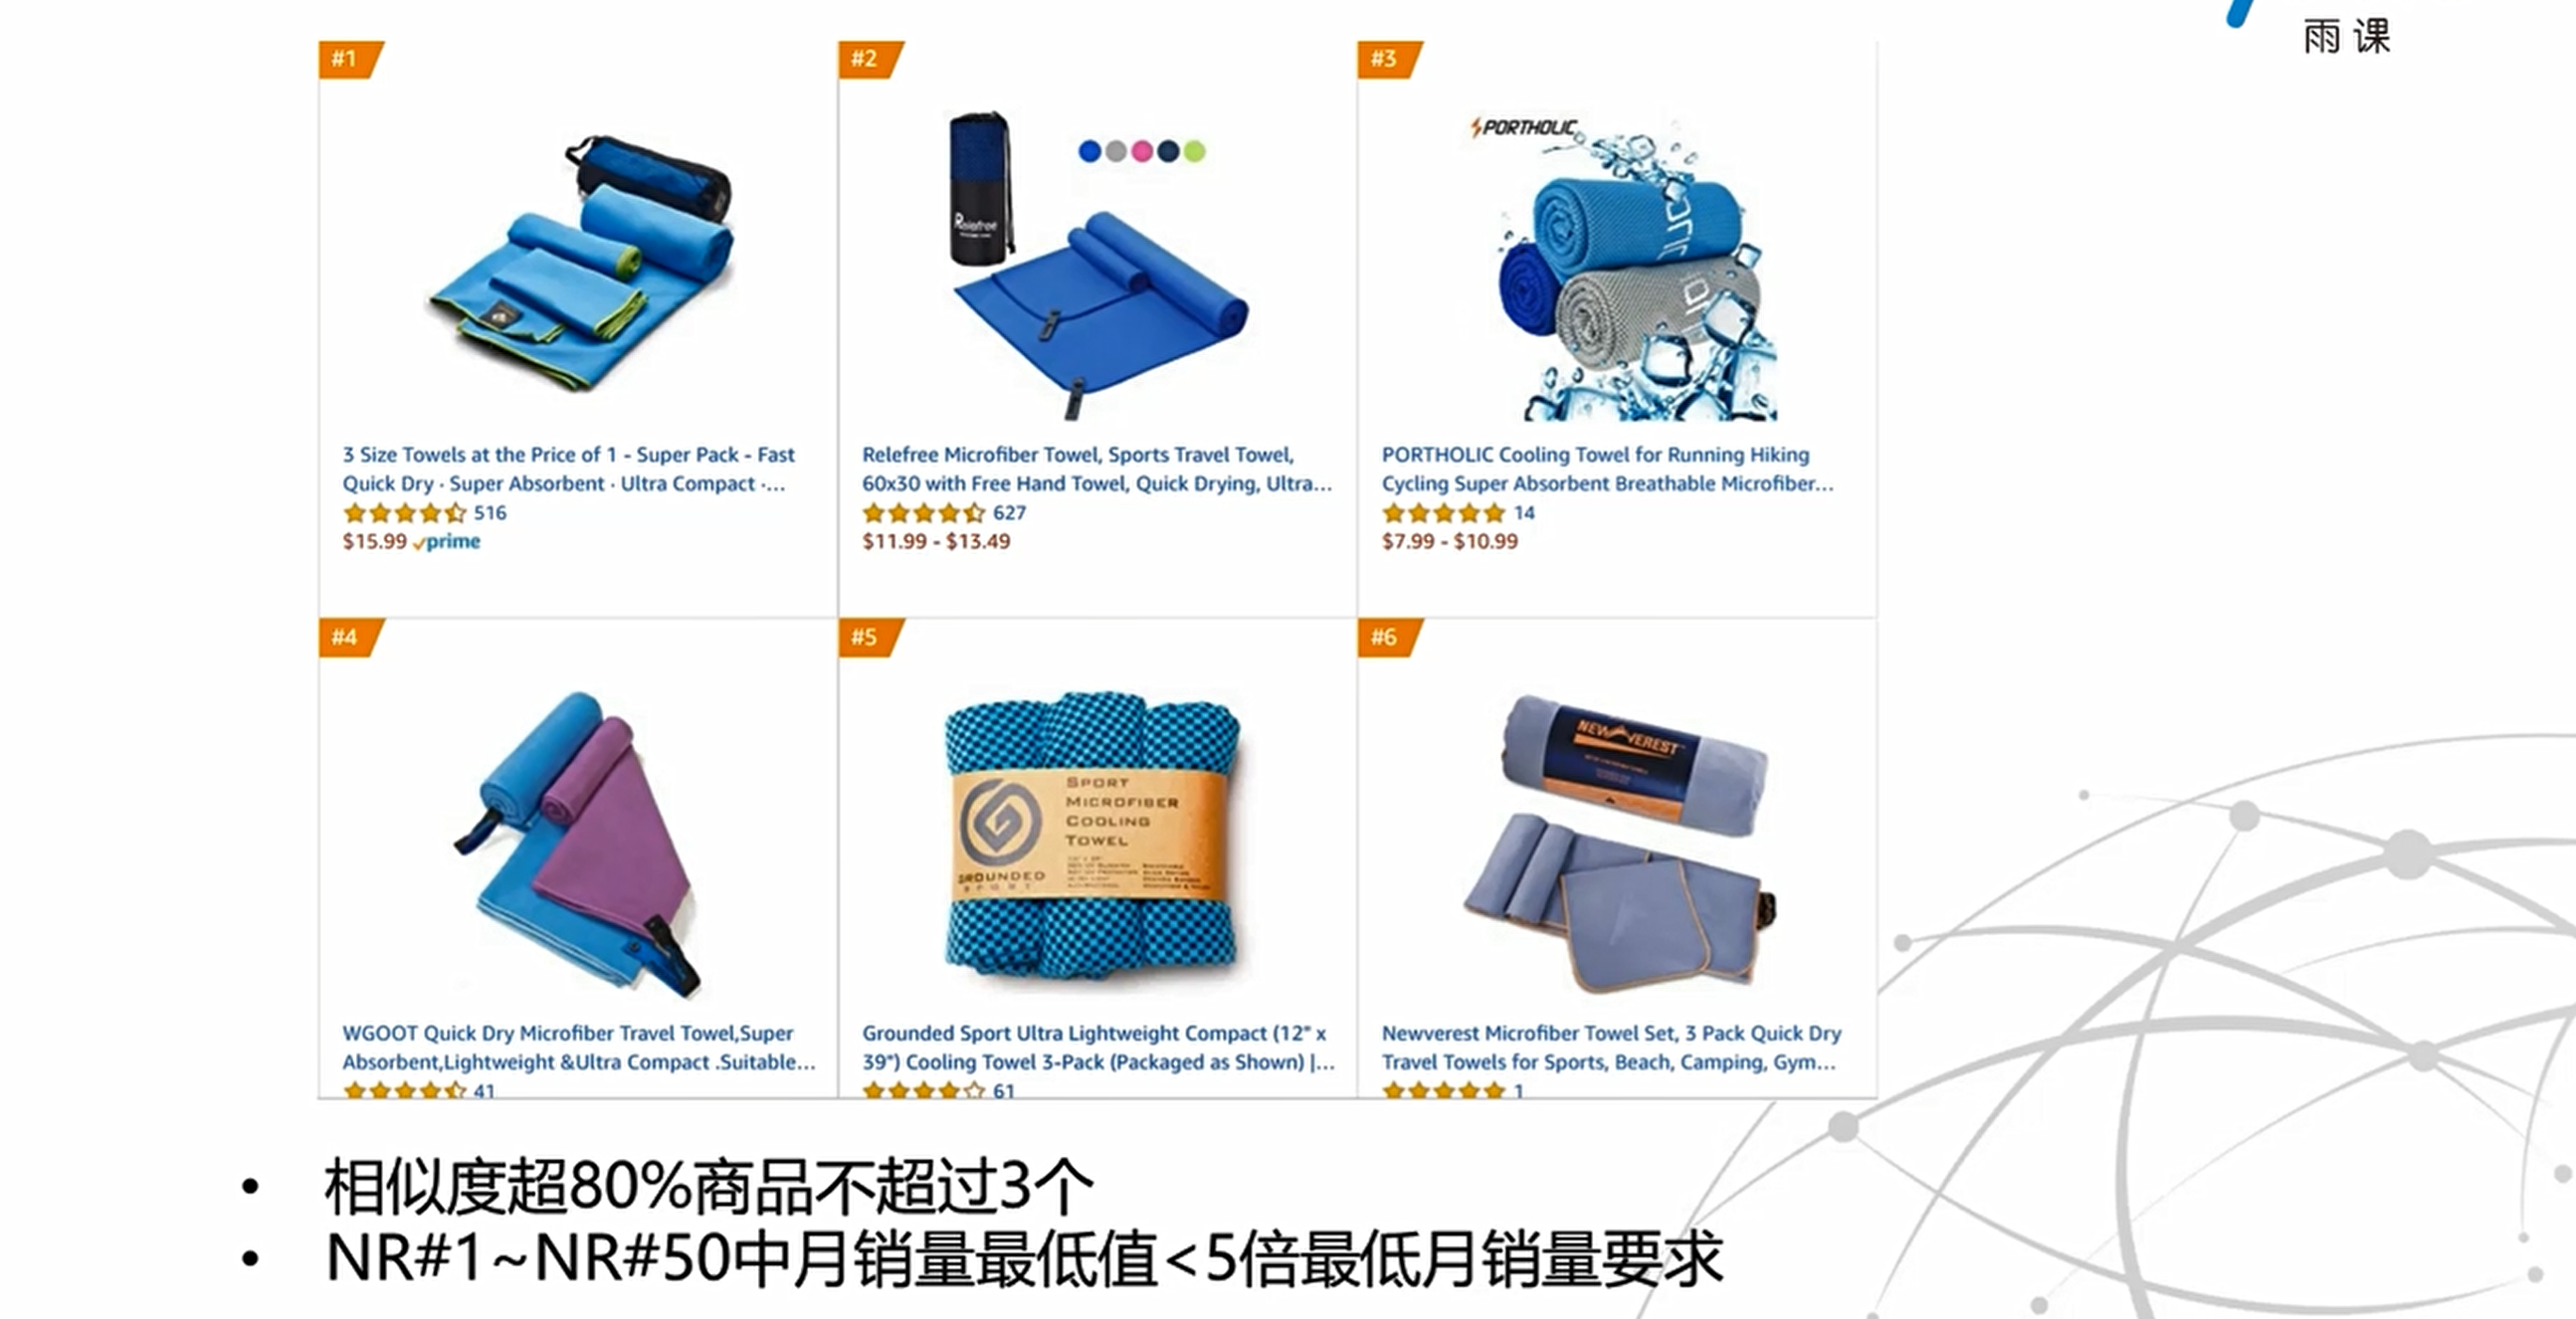 雨课
#1
#2
#3
Relefree
PORTHOLIC
3 Size Towels at the Price of 1 - Super Pack - Fast
Quick Dry · Super Absorbent · Ultra Compact ·...
516
$15.99 prime
Relefree Microfiber Towel, Sports Travel Towel,
60x30 with Free Hand Towel, Quick Drying, Ultra...
627
$11.99 - $13.49
PORTHOLIC Cooling Towel for Running Hiking
Cycling Super Absorbent Breathable Microfiber...
14
$7.99 - $10.99
#4
#5
#6
SPORT
MICROFIBER
COOLING
TOWEL
GROUNDED
SPORT
NEWVEREST
WGOOT Quick Dry Microfiber Travel Towel,Super
Absorbent,Lightweight &Ultra Compact .Suitable...
41
Grounded Sport Ultra Lightweight Compact (12" x
39") Cooling Towel 3-Pack (Packaged as Shown) |...
61
Newverest Microfiber Towel Set, 3 Pack Quick Dry
Travel Towels for Sports, Beach, Camping, Gym...
1
• 相似度超80%商品不超过3个
• NR#1~NR#50中月销量最低值<5倍最低月销量要求